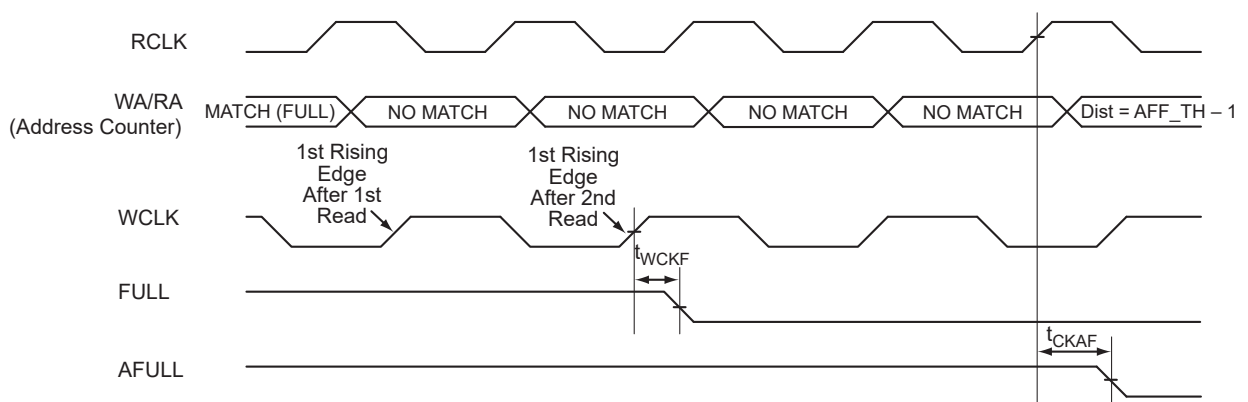 RCLK
WA/RA
(Address Counter)
MATCH (FULL)
NO MATCH
NO MATCH
NO MATCH
NO MATCH
Dist = AFF_TH – 1
1st Rising
Edge
After 1st
Read
1st Rising
Edge
After 2nd
Read
WCLK
tWCKF
FULL
tCKAF
AFULL